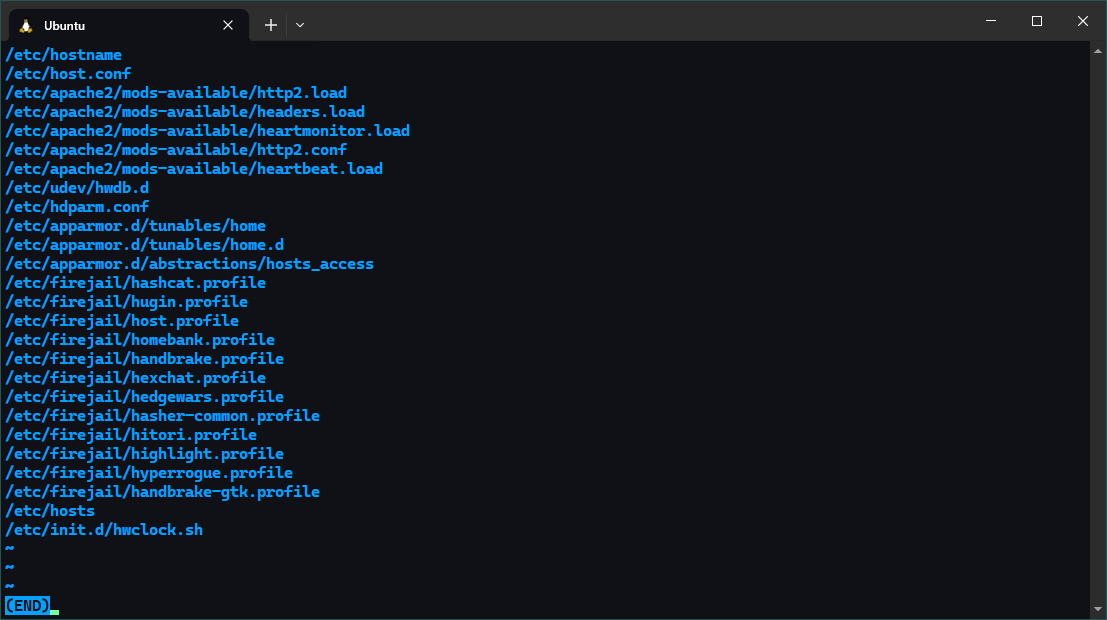 Ubuntu
/etc/hostname
/etc/host.conf
/etc/apache2/mods-available/http2.load
/etc/apache2/mods-available/headers.load
/etc/apache2/mods-available/heartmonitor.load
/etc/apache2/mods-available/http2.conf
/etc/apache2/mods-available/heartbeat.load
/etc/udev/hwdb.d
/etc/hdparm.conf
/etc/apparmor.d/tunables/home
/etc/apparmor.d/tunables/home.d
/etc/apparmor.d/abstractions/hosts_access
/etc/firejail/hashcat.profile
/etc/firejail/hugin.profile
/etc/firejail/host.profile
/etc/firejail/homebank.profile
/etc/firejail/handbrake.profile
/etc/firejail/hexchat.profile
/etc/firejail/hedgewars.profile
/etc/firejail/hasher-common.profile
/etc/firejail/hitori.profile
/etc/firejail/highlight.profile
/etc/firejail/hyperrogue.profile
/etc/firejail/handbrake-gtk.profile
/etc/hosts
/etc/init.d/hwclock.sh
~
~
~
(END)